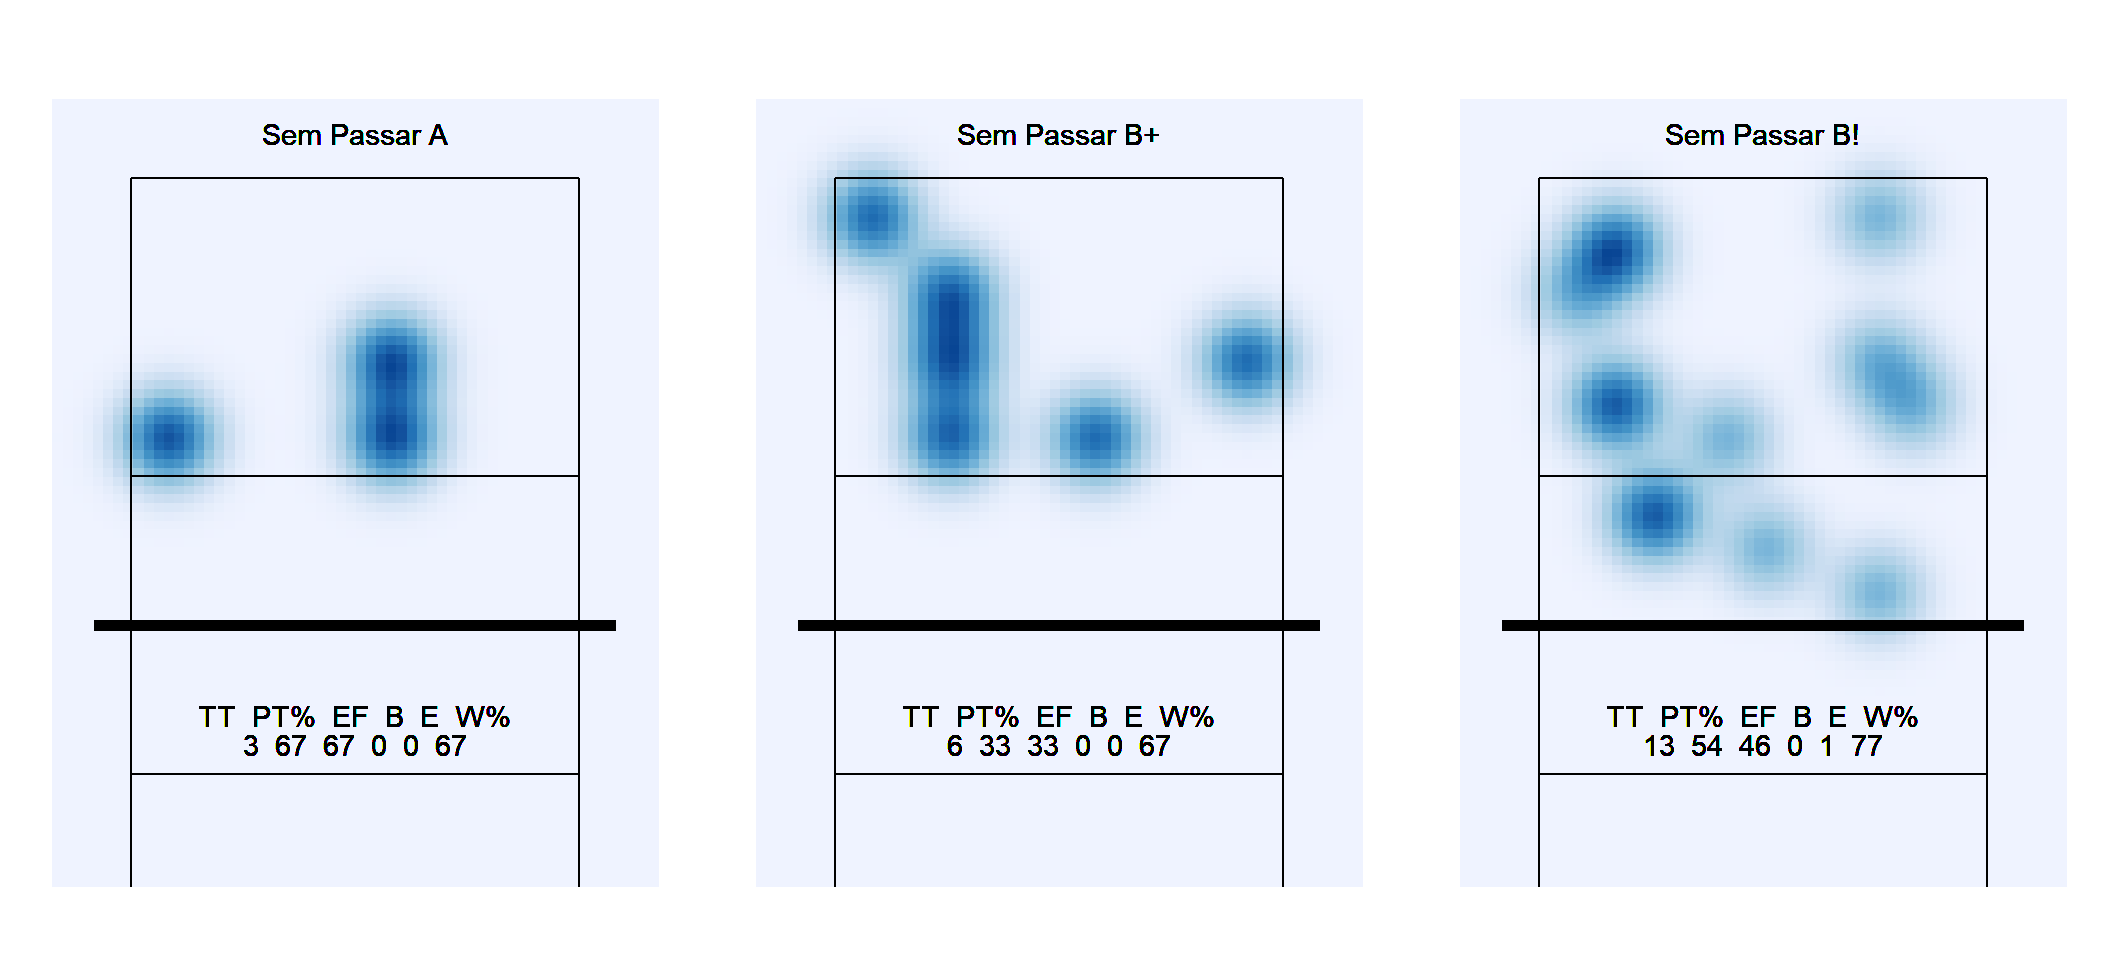 Sem Passar A
TT PT% EF B E W%
3 67 67 0 0 67
Sem Passar B+
TT PT% EF B E W%
6 33 33 0 0 67
Sem Passar B!
TT PT% EF B E W%
13 54 46 0 1 77